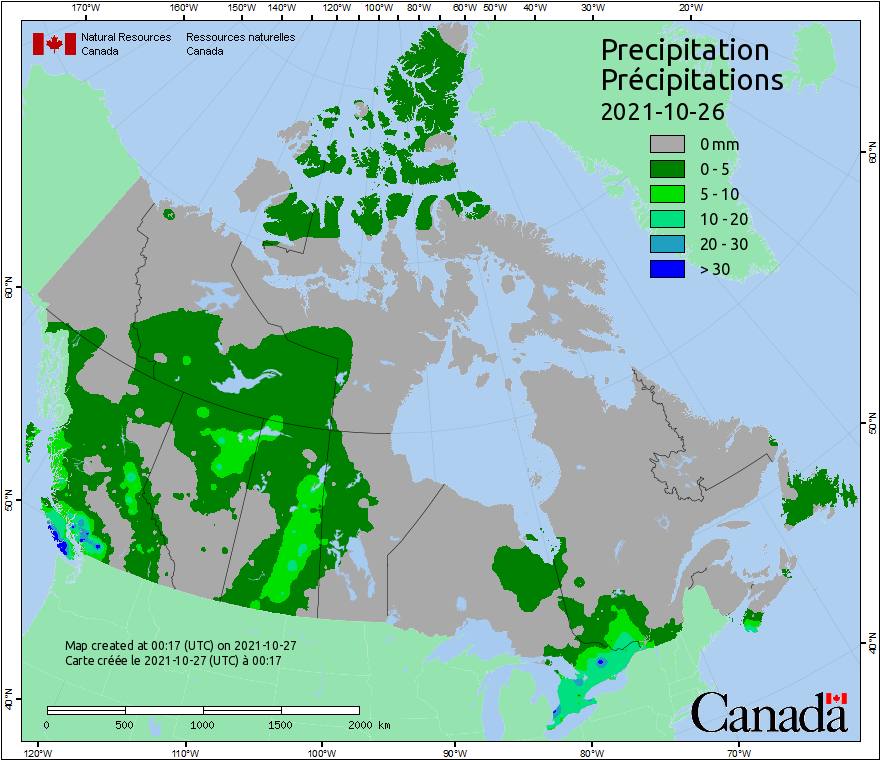 170°W 160°W 150°W 140°W 120°W 100°W 80°W 60°W 50°W 40°W 30°W 20°W
Natural Resources Ressources naturelles
Canada Canada
Precipitation
Précipitations
2021-10-26
0 mm
0 - 5
5 - 10
10 - 20
20 - 30
> 30
60°N
60°N
50°N
50°N
40°N
40°N
Map created at 00:17 (UTC) on 2021-10-27
Carte créée le 2021-10-27 (UTC) à 00:17
0 500 1000 1500 2000 km
Canada
120°W 110°W 100°W 90°W 80°W 70°W